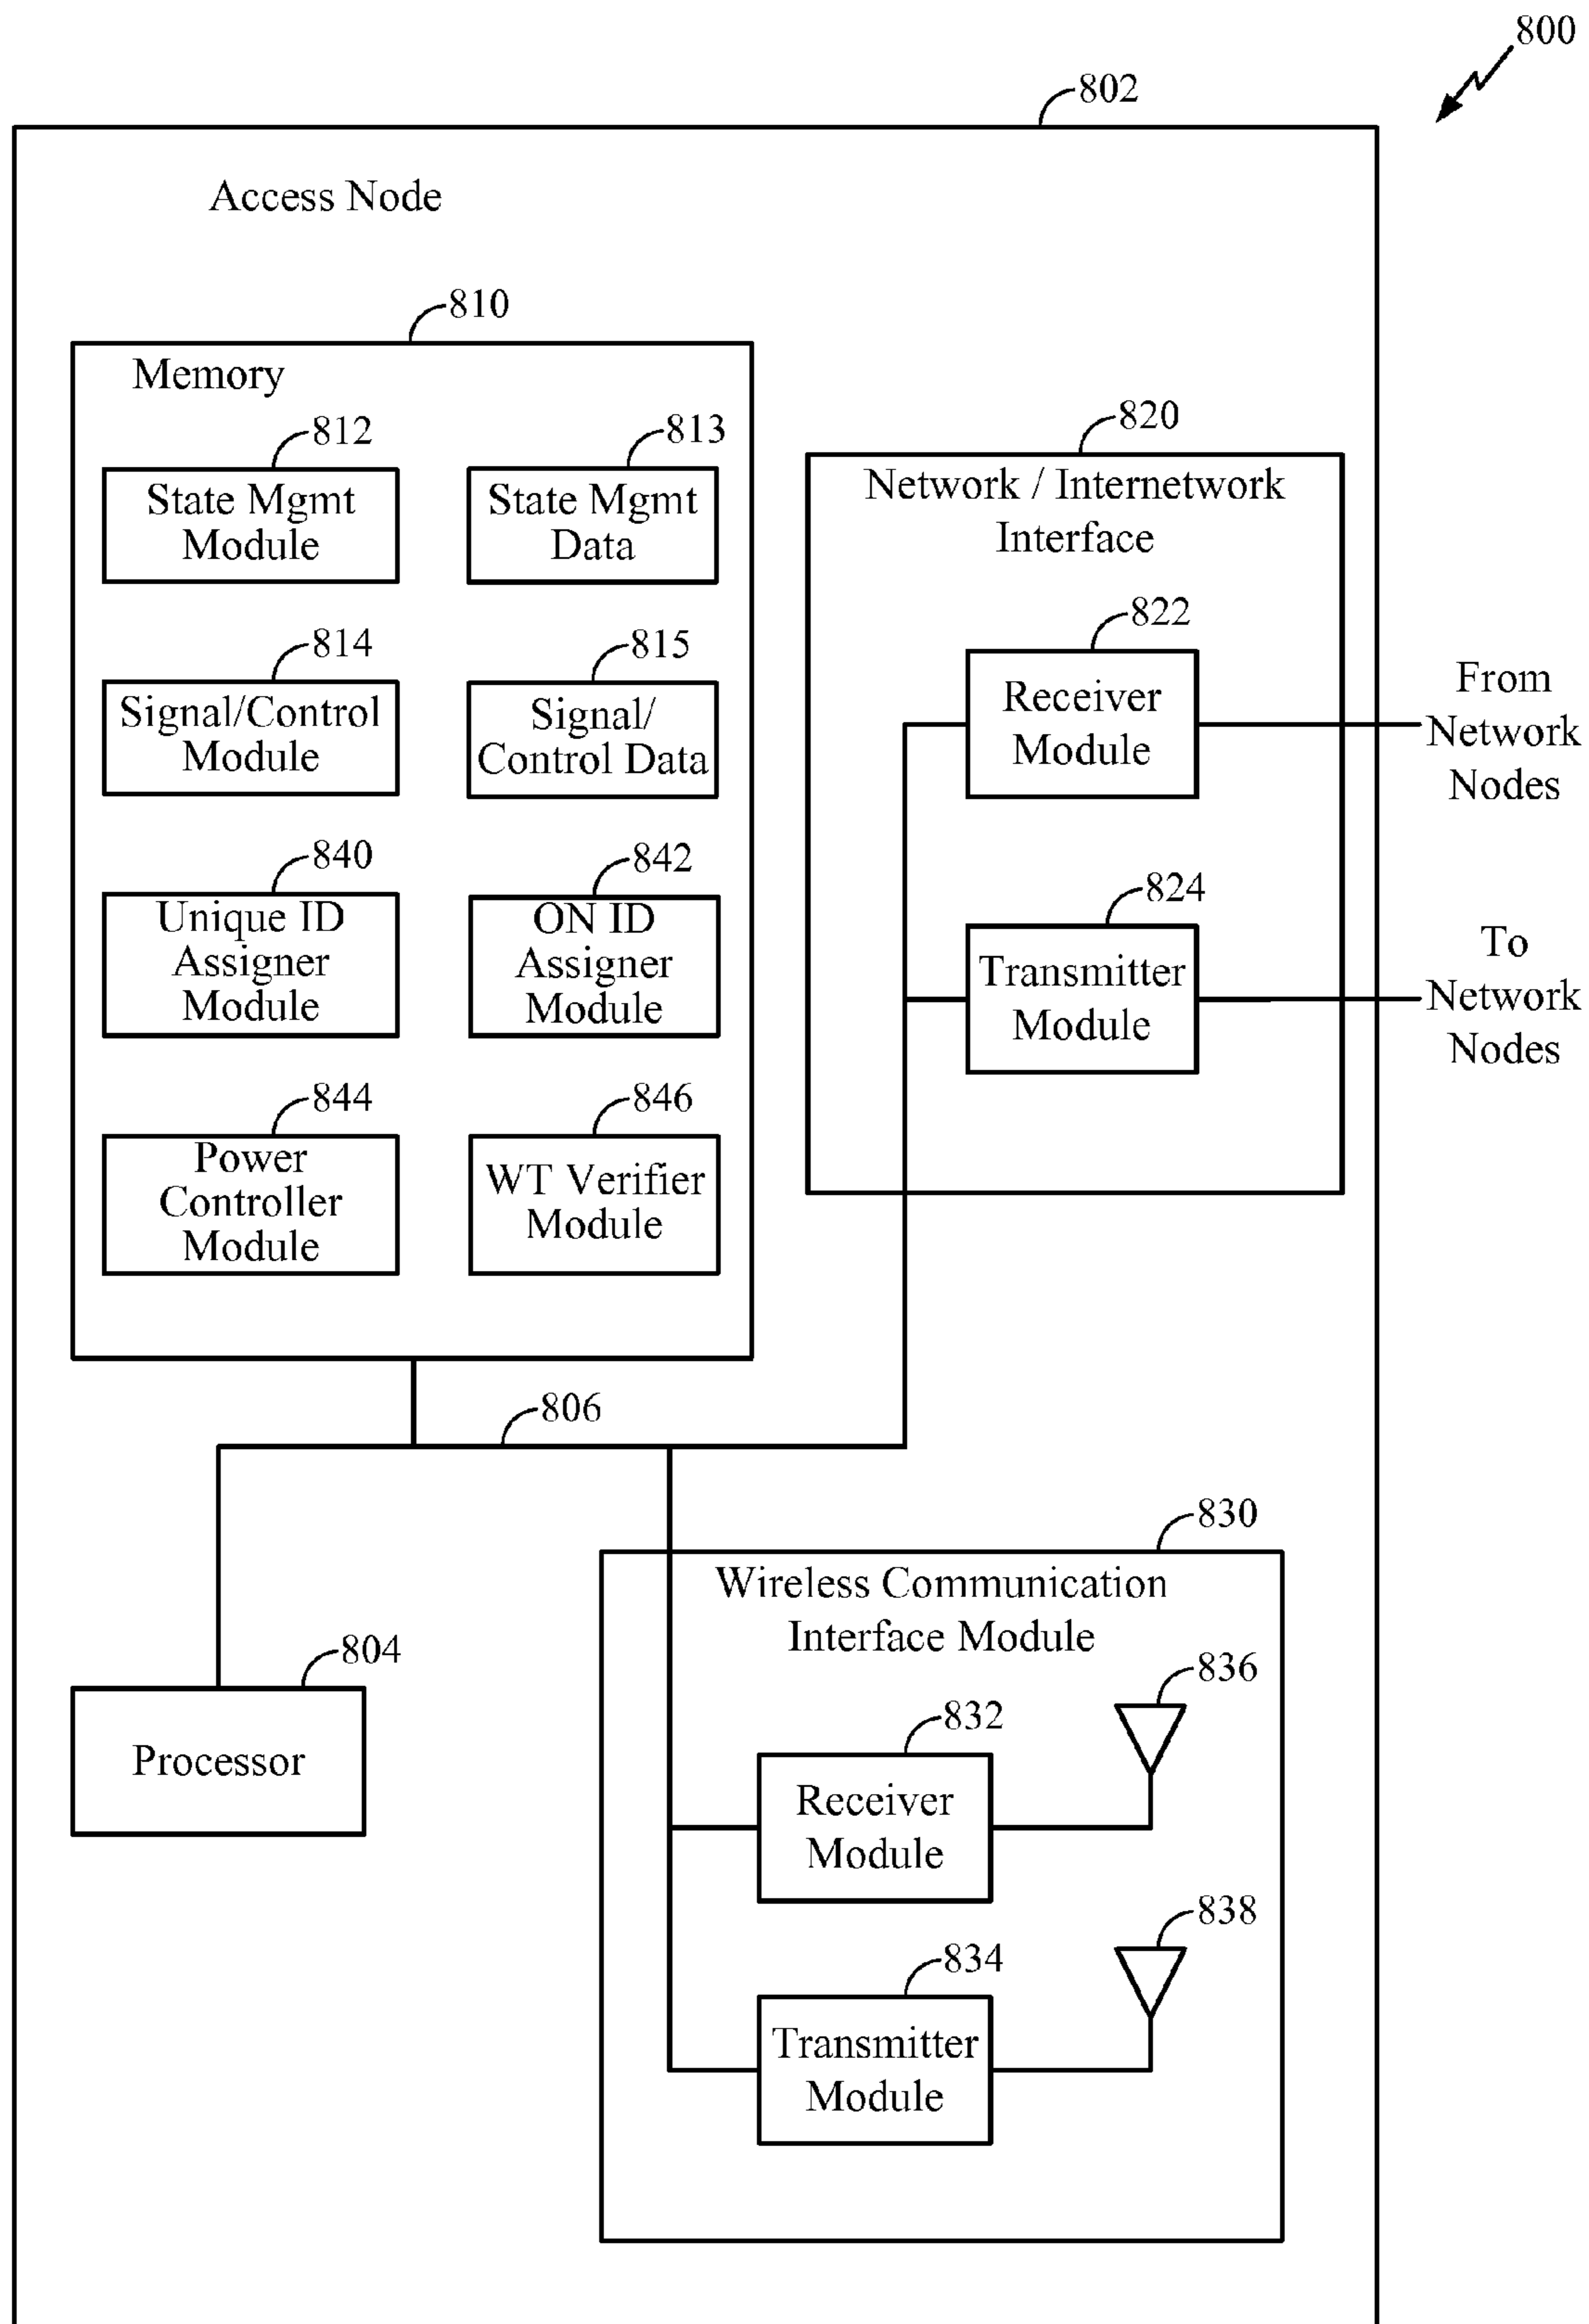 800
802
Access Node
810
Memory
812
State Mgmt
Module
813
State Mgmt
Data
814
Signal/Control
Module
815
Signal/
Control Data
840
Unique ID
Assigner
Module
842
ON ID
Assigner
Module
844
Power
Controller
Module
846
WT Verifier
Module
820
Network / Internetwork
Interface
822
Receiver
Module
From
Network
Nodes
824
Transmitter
Module
To
Network
Nodes
806
804
Processor
830
Wireless Communication
Interface Module
836
832
Receiver
Module
838
834
Transmitter
Module